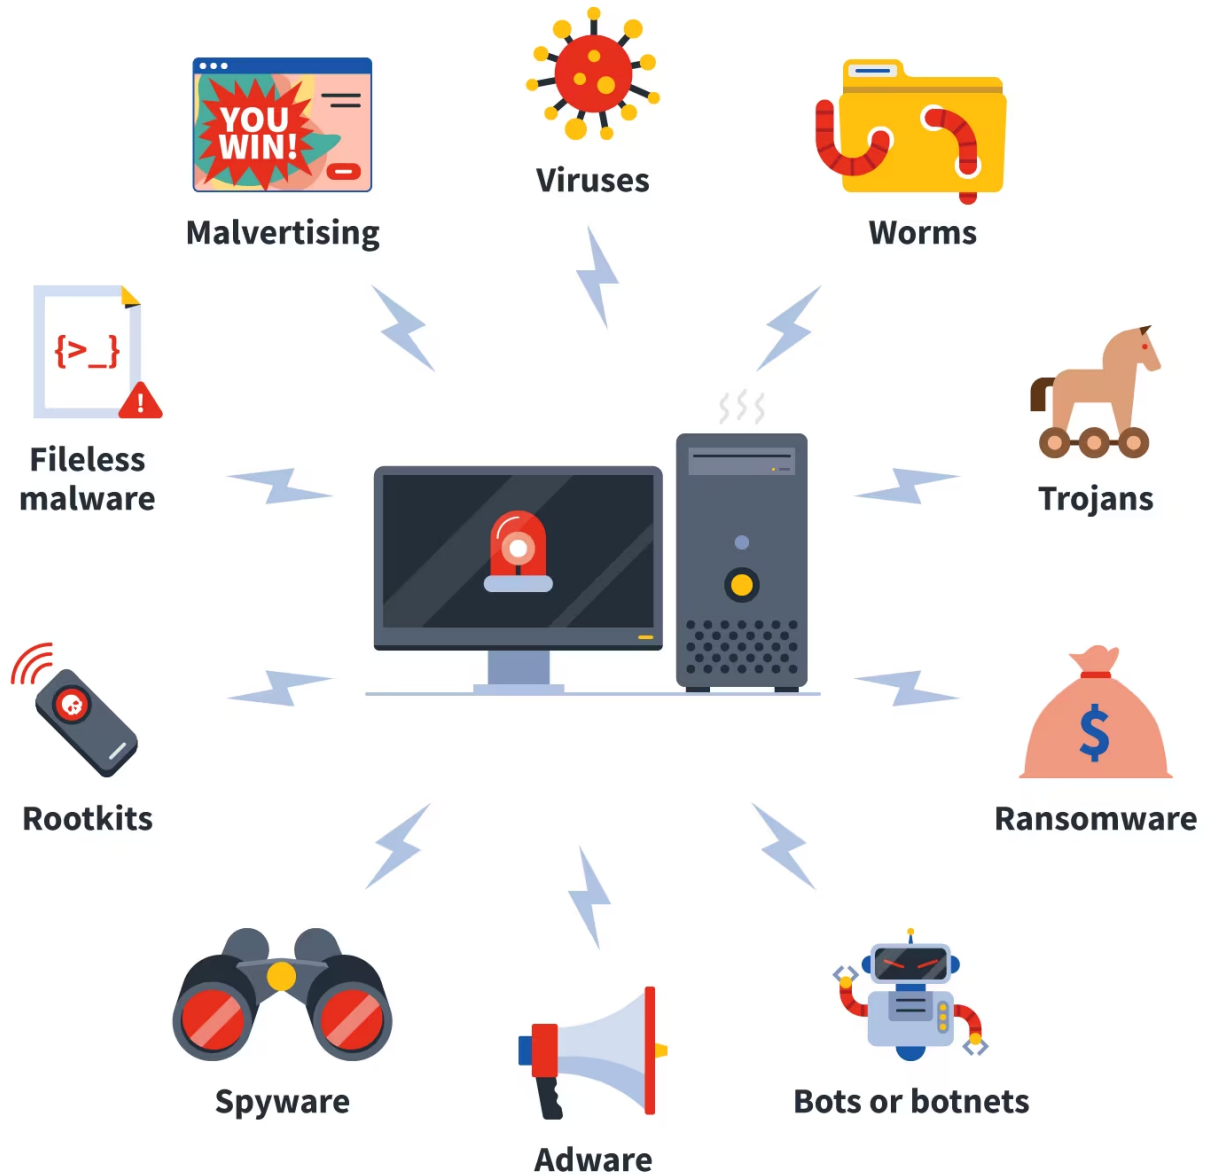 YOU
WIN!
Malvertising
Viruses
Worms
{>_}
!
Fileless
malware
Trojans
Rootkits
$
Ransomware
Spyware
Adware
Bots or botnets